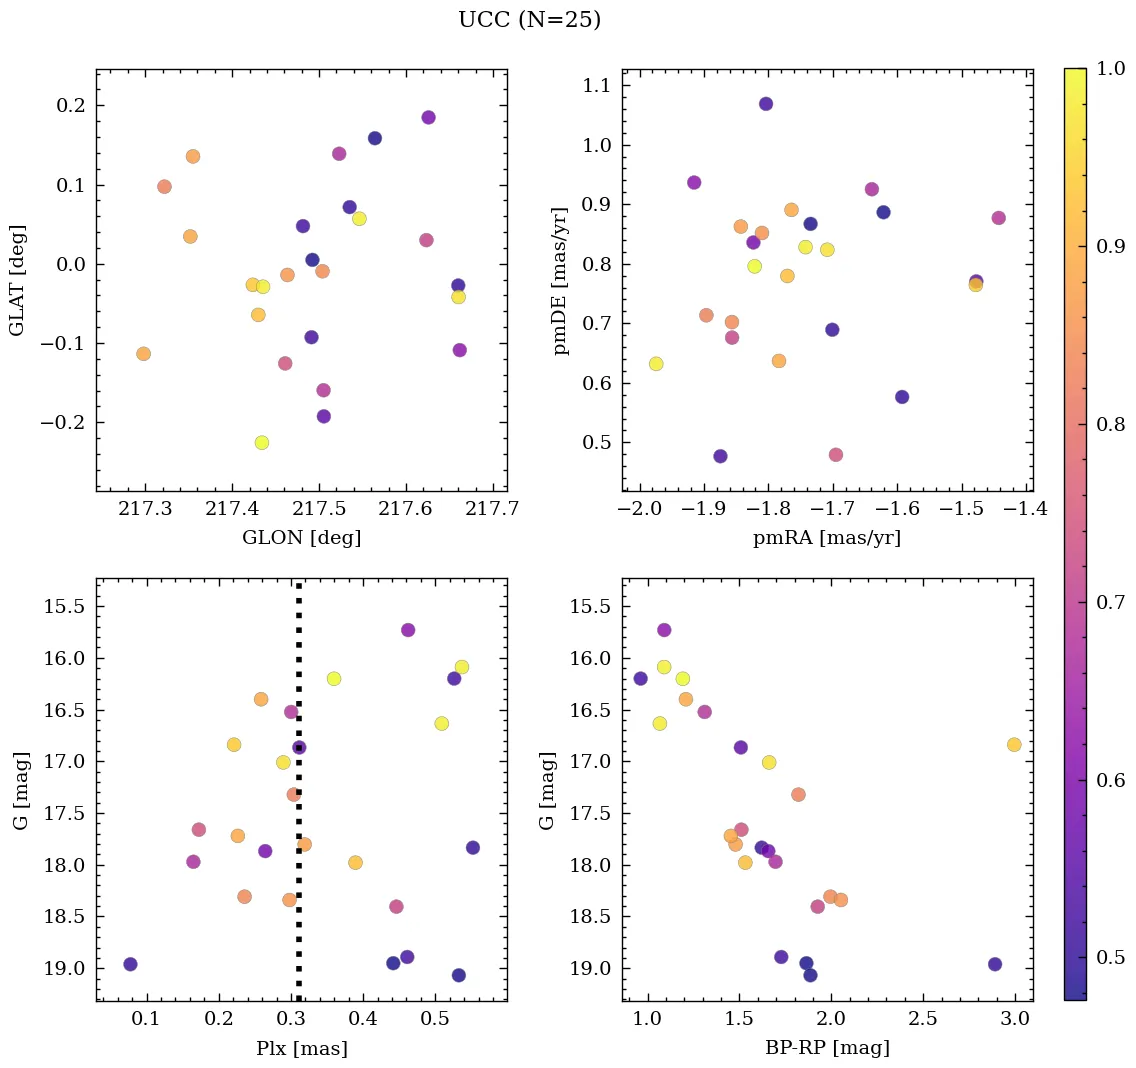 UCC (N=25)
0.2
0.1
0.0
−0.1
−0.2
GLAT [deg]
217.3 217.4 217.5 217.6 217.7
GLON [deg]
1.1
1.0
0.9
0.8
0.7
0.6
0.5
pmDE [mas/yr]
−2.0 −1.9 −1.8 −1.7 −1.6 −1.5 −1.4
pmRA [mas/yr]
1.0
0.9
0.8
0.7
0.6
0.5
15.5
16.0
16.5
17.0
17.5
18.0
18.5
19.0
G [mag]
0.1 0.2 0.3 0.4 0.5
Plx [mas]
15.5
16.0
16.5
17.0
17.5
18.0
18.5
19.0
G [mag]
1.0 1.5 2.0 2.5 3.0
BP-RP [mag]